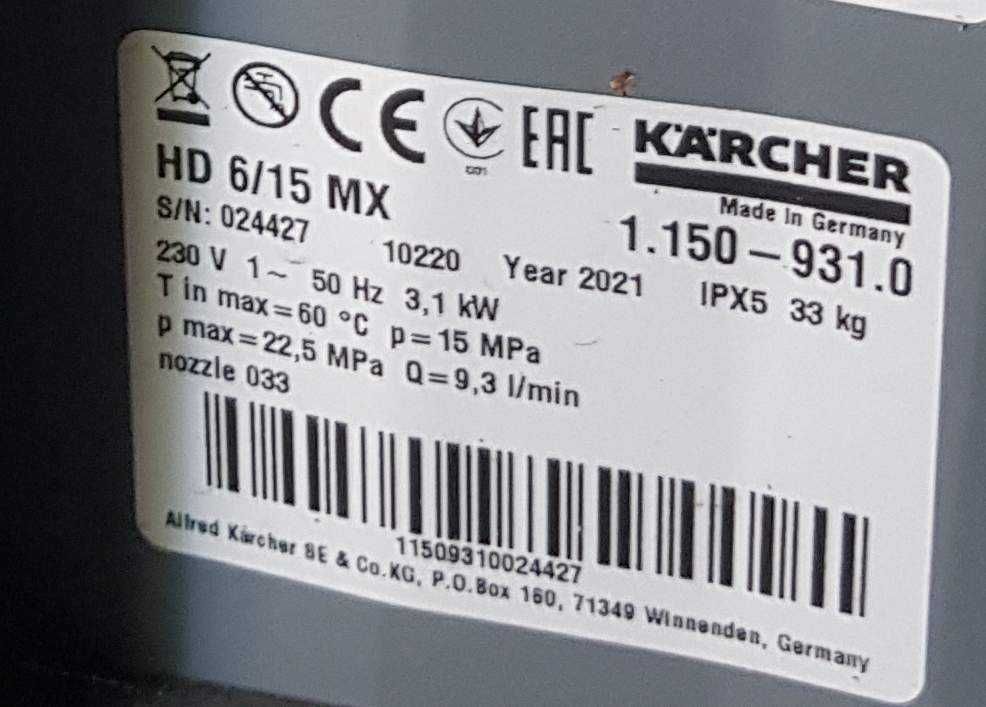 CE EAC KÄRCHER
Made in Germany
HD 6/15 MX 1.150-931.0
S/N: 024427 10220 Year 2021 IPX5 33 kg
230 V 1~ 50 Hz 3,1 kW
T in max=60 °C p=15 MPa
p max=22,5 MPa Q=9,3 l/min
nozzle 033
11509310024427
Alfred Kärcher SE & Co.KG, P.O.Box 160, 71349 Winnenden, Germany